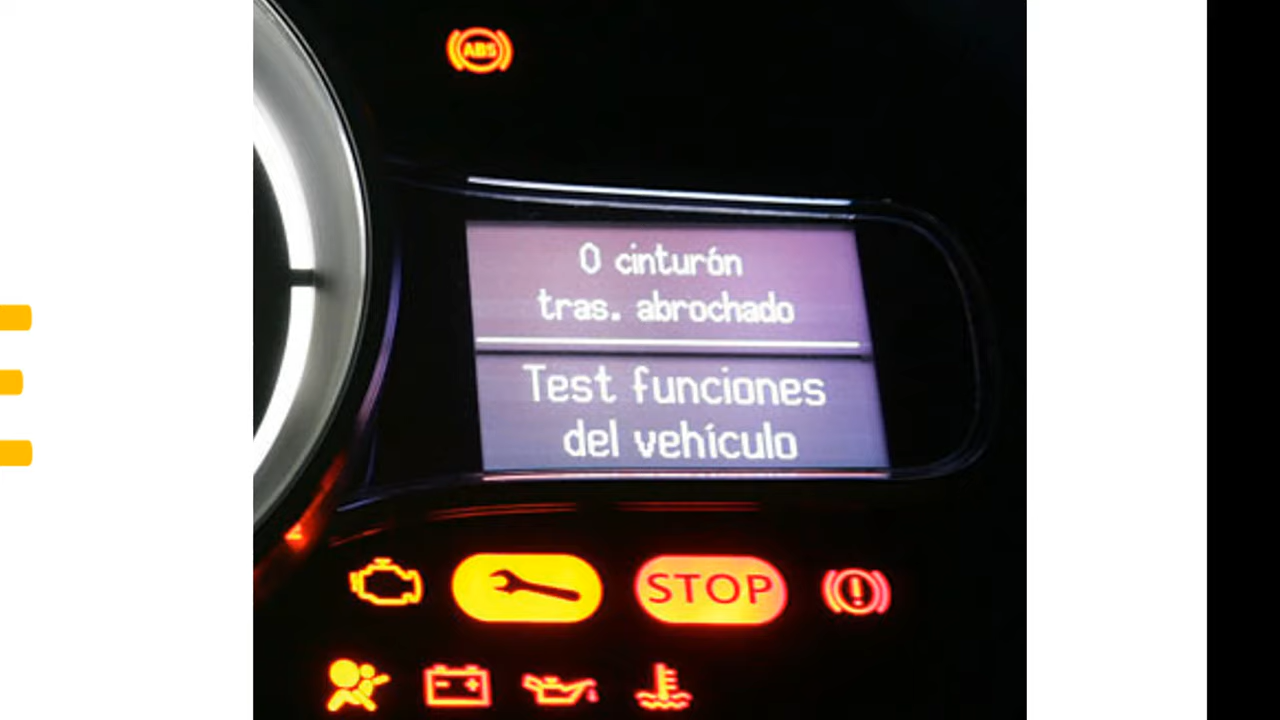 ABS
0 cinturón
tras. abrochado
Test funciones
del vehículo
STOP